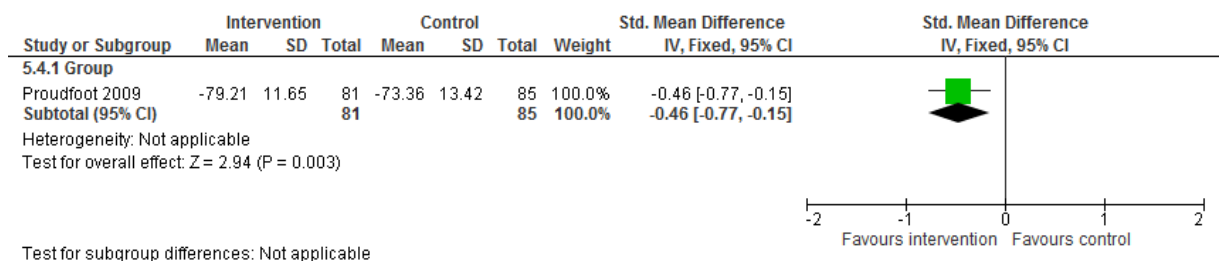 Intervention Control Std. Mean Difference Std. Mean Difference
Study or Subgroup Mean SD Total Mean SD Total Weight IV, Fixed, 95% CI IV, Fixed, 95% CI
5.4.1 Group
Proudfoot 2009 -79.21 11.65 81 -73.36 13.42 85 100.0% -0.46 [-0.77, -0.15]
Subtotal (95% CI) 81 85 100.0% -0.46 [-0.77, -0.15]
Heterogeneity: Not applicable
Test for overall effect: Z = 2.94 (P = 0.003)
-2 -1 0 1 2
Favours intervention Favours control
Test for subgroup differences: Not applicable